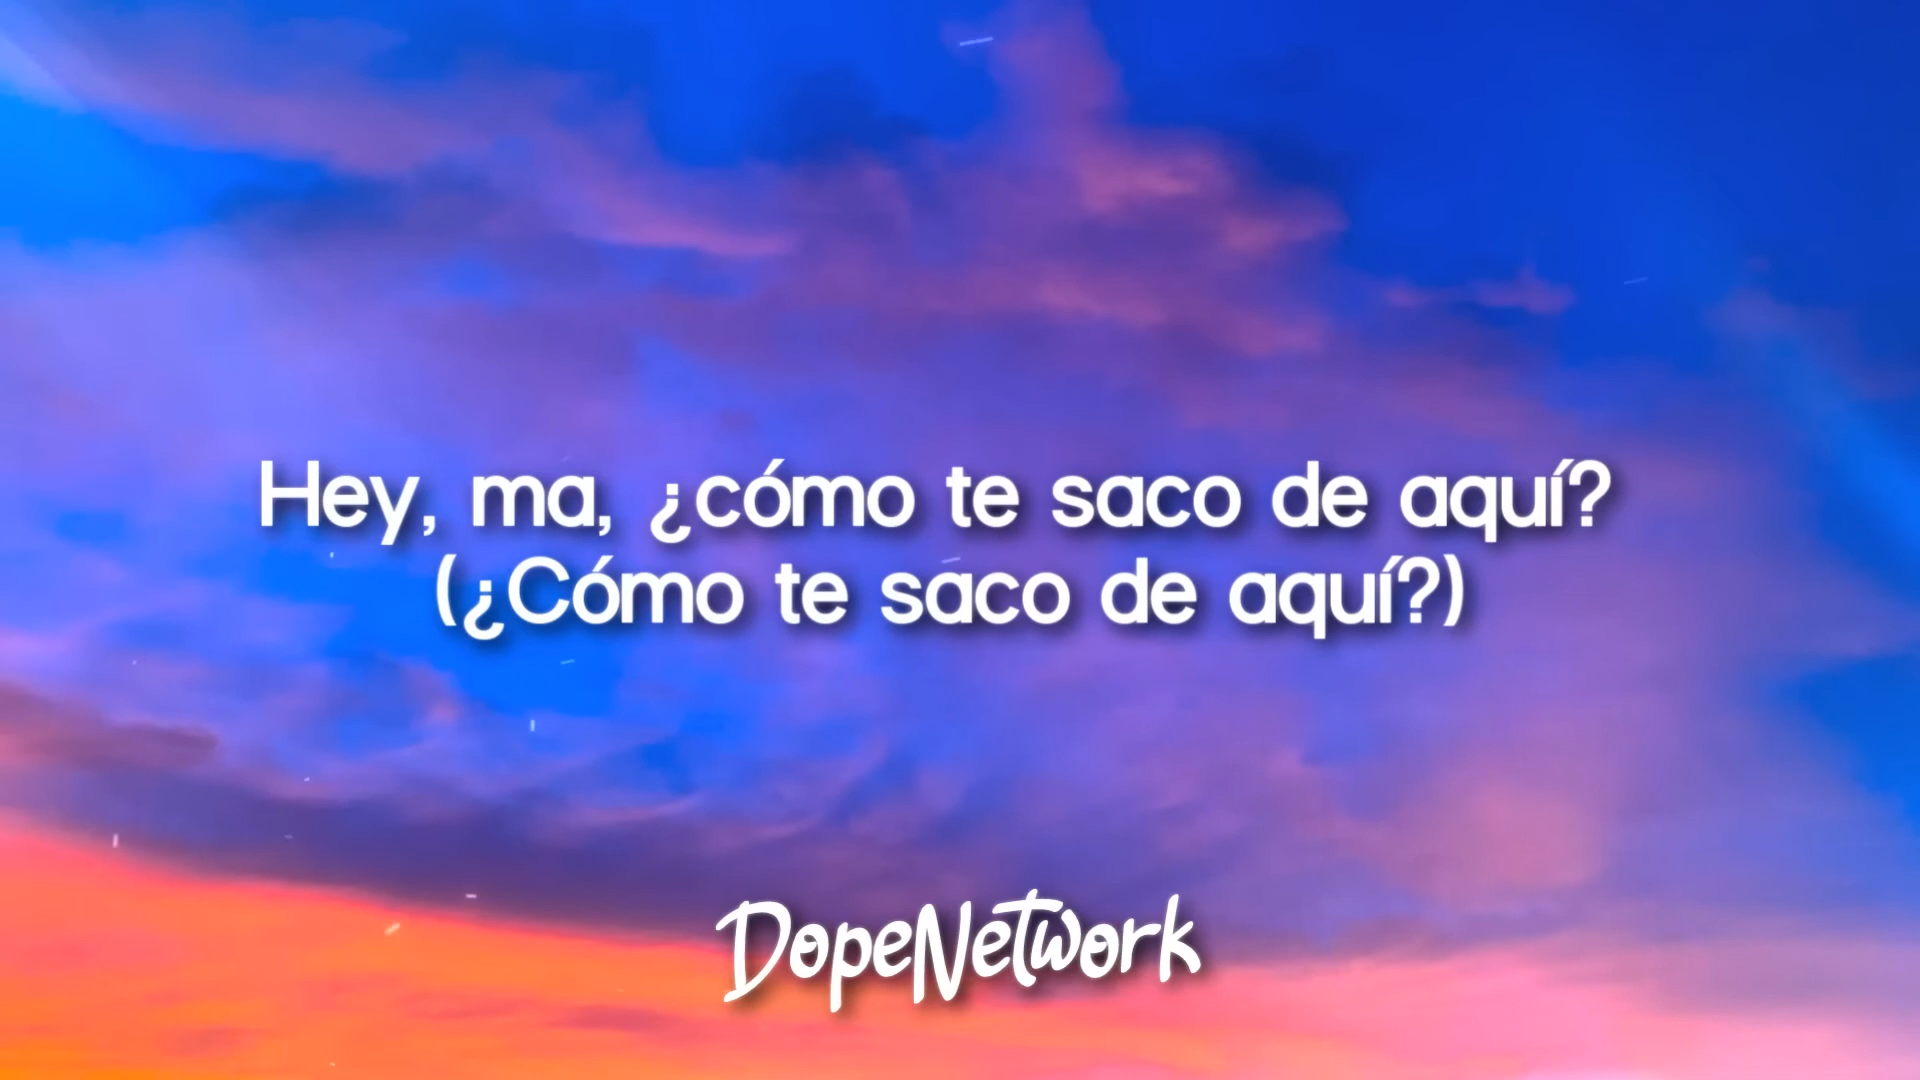 Hey, ma, ¿cómo te saco de aquí?
(¿Cómo te saco de aquí?)
DopeNetwork